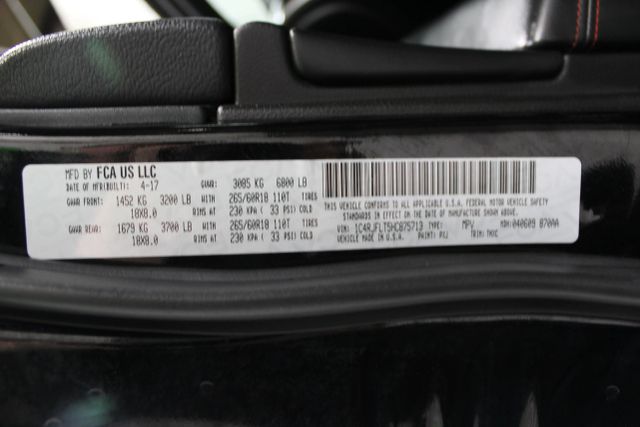 MFD BY FCA US LLC
DATE OF MFR(BUILT): 4-17 GVWR: 3085 KG 6800 LB
GAWR FRONT: 1452 KG 3200 LB WITH 265/60R18 110T TIRES
18X8.0 RIMS AT 230 KPA ( 33 PSI) COLD
GAWR REAR: 1679 KG 3700 LB WITH 265/60R18 110T TIRES
18X8.0 RIMS AT 230 KPA ( 33 PSI) COLD
THIS VEHICLE CONFORMS TO ALL APPLICABLE U.S.A. FEDERAL MOTOR VEHICLE SAFETY
STANDARDS IN EFFECT ON THE DATE OF MANUFACTURE SHOWN ABOVE.
VIN: 1C4RJFLT5HC875713 TYPE: MPV MDH: 040609 870AA
VEHICLE MADE IN U.S.A. PAINT: PXJ TRIM: TMXC